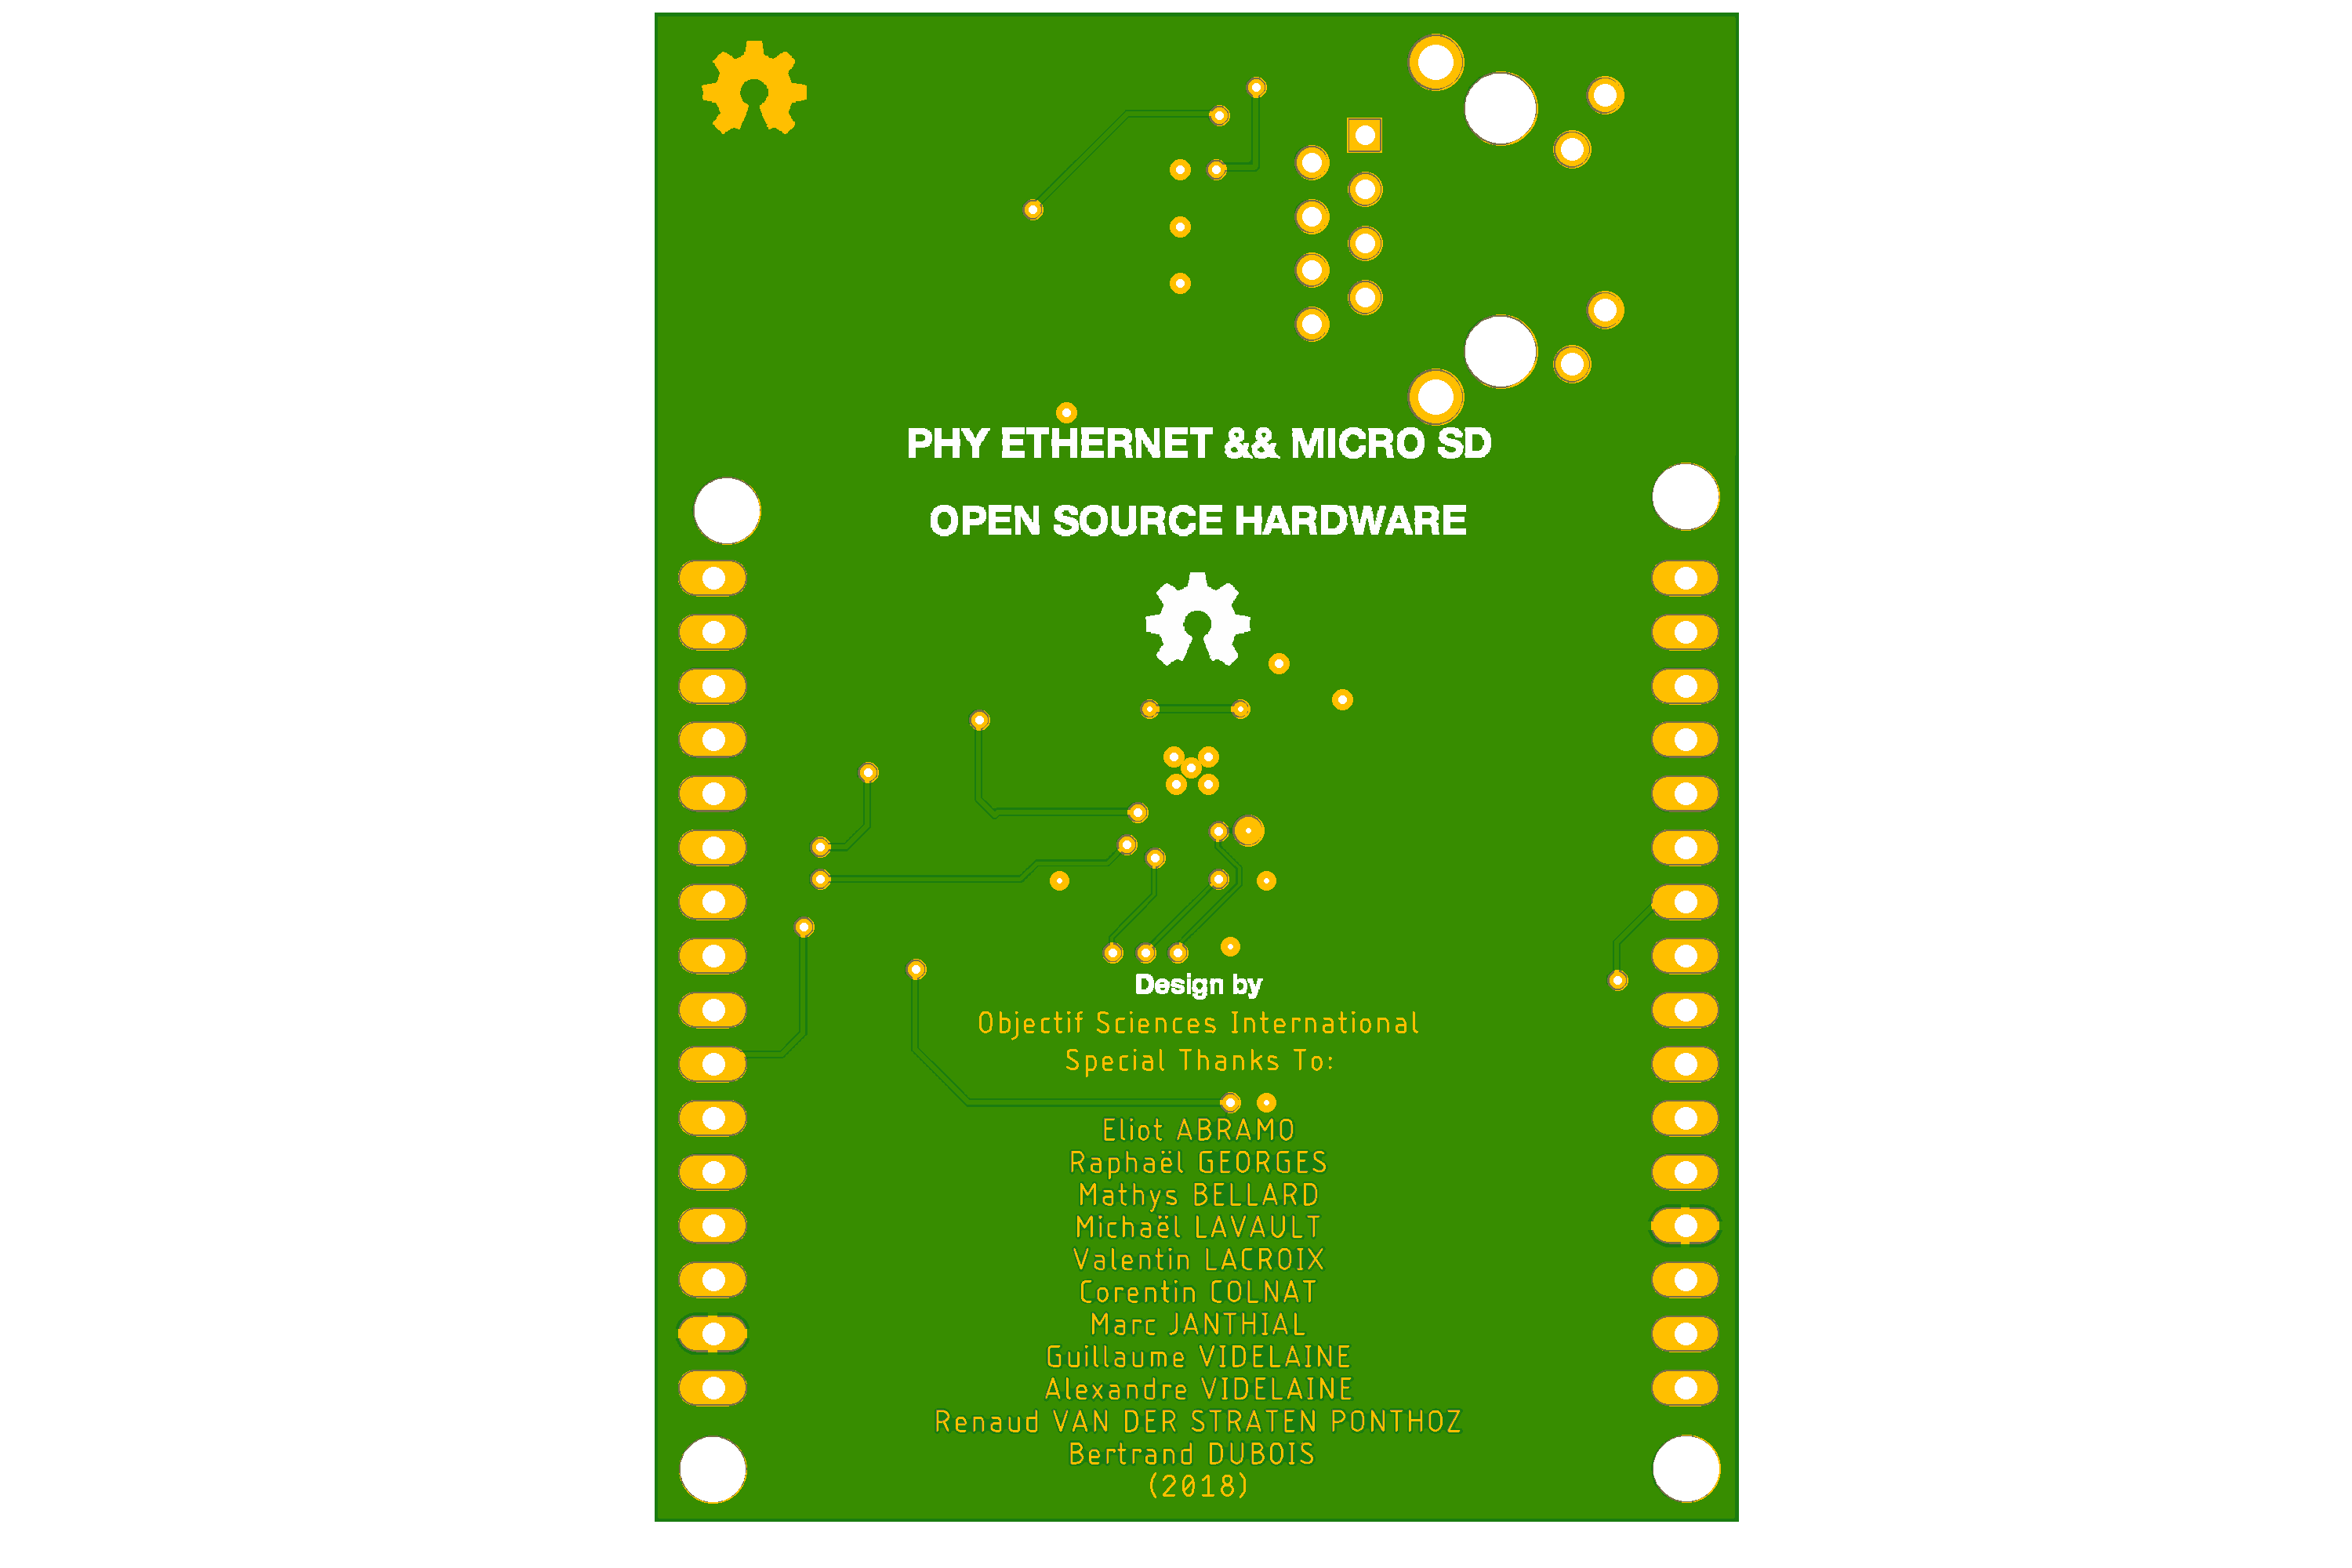 PHY ETHERNET && MICRO SD
OPEN SOURCE HARDWARE
Design by
Objectif Sciences International
Special Thanks To:
Eliot ABRAMO
Raphaël GEORGES
Mathys BELLARD
Michaël LAVAULT
Valentin LACROIX
Corentin COLNAT
Marc JANTHIAL
Guillaume VIDELAINE
Alexandre VIDELAINE
Renaud VAN DER STRATEN PONTHOZ
Bertrand DUBOIS
(2018)